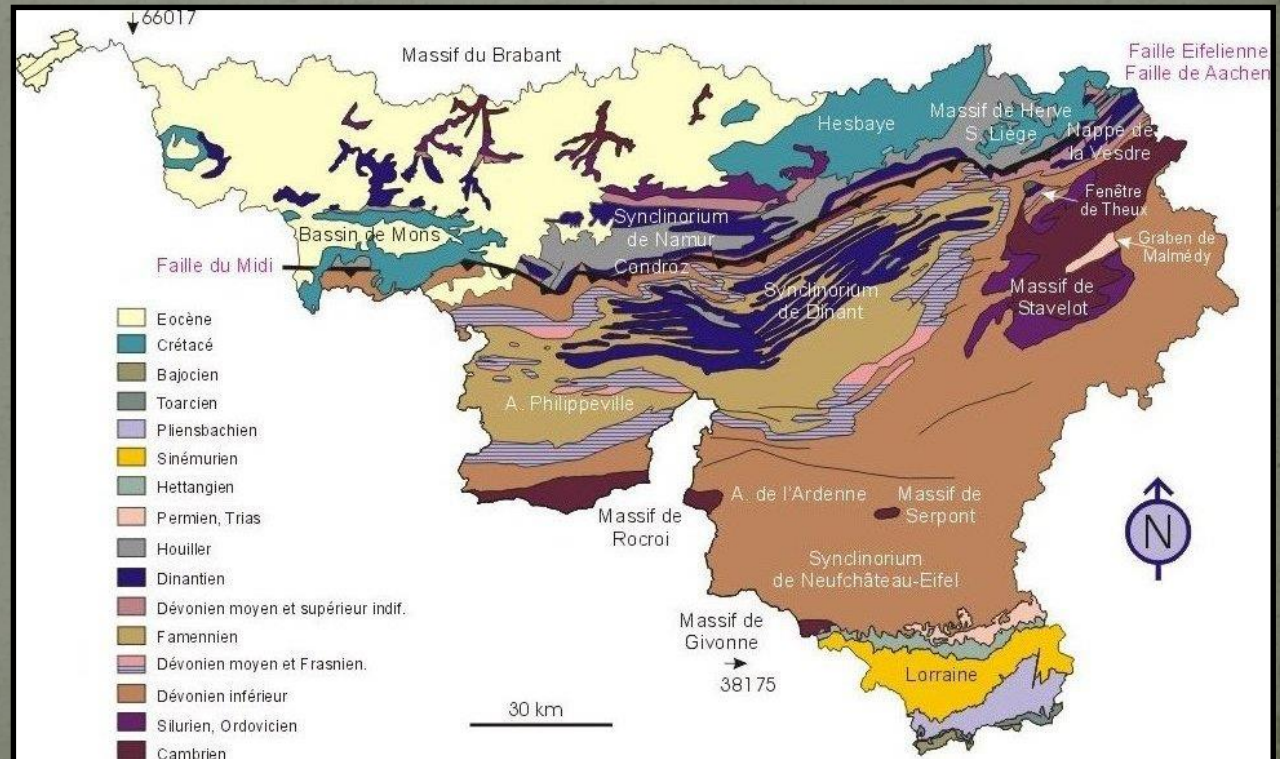 66017
Massif du Brabant
Faille Eifelienne
Faille de Aachen
Hesbaye
Massif de Herve
S. Liège
Nappe de
la Vesdre
Fenêtre
de Theux
Graben de
Malmédy
Synclinorium
de Namur
Bassin de Mons
Condroz
Faille du Midi
Synclinorium
de Dinant
Massif de
Stavelot
A. Philippeville
A. de l'Ardenne
Massif de
Serpont
Massif de
Rocroi
Synclinorium
de Neufchâteau-Eifel
Massif de
Givonne
38175
Lorraine
30 km
N
Eocène
Crétacé
Bajocien
Toarcien
Pliensbachien
Sinémurien
Hettangien
Permien, Trias
Houiller
Dinantien
Dévonien moyen et supérieur indif.
Famennien
Dévonien moyen et Frasnien.
Dévonien inférieur
Silurien, Ordovicien
Cambrien